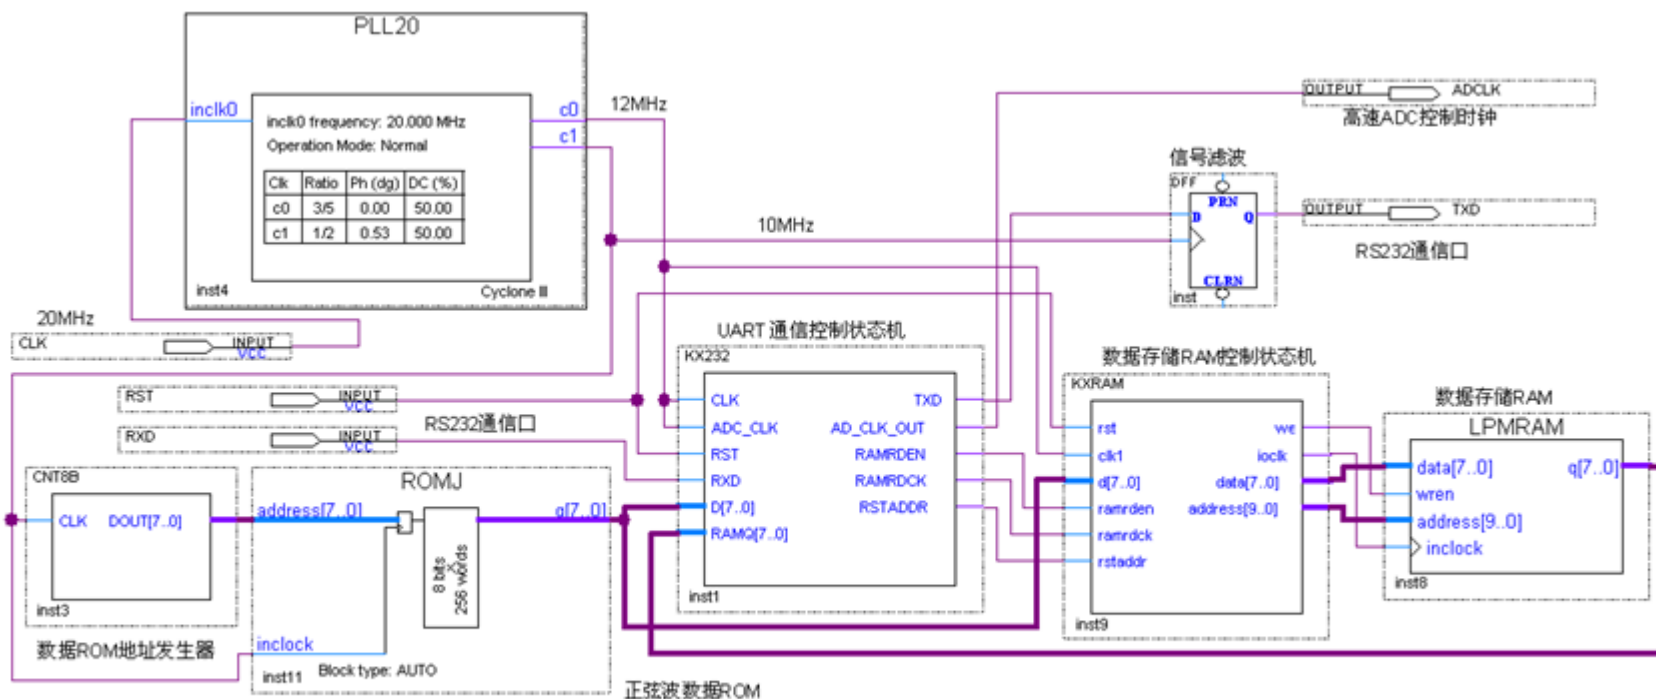 PLL20
inclk0
inclk0 frequency: 20.000 MHz
Operation Mode: Normal
Clk Ratio Ph (dg) DC (%)
c0 3/5 0.00 50.00
c1 1/2 0.53 50.00
c0
c1
inst4
Cyclone III
12MHz
10MHz
20MHz
CLK
INPUT
VCC
RST
INPUT
VCC
RXD
INPUT
VCC
RS232通信口
CNT8B
CLK
DOUT[7..0]
inst3
数据ROM地址发生器
ROMJ
address[7..0]
q[7..0]
8 bits
×
256 words
inclock
inst11
Block type: AUTO
正弦波数据ROM
UART 通信控制状态机
KX232
CLK
ADC_CLK
RST
RXD
D[7..0]
RAMQ[7..0]
TXD
AD_CLK_OUT
RAMRDEN
RAMRDCK
RSTADDR
inst1
信号滤波
DFF
PRN
D
Q
CLRN
inst
OUTPUT
ADCLK
高速ADC控制时钟
OUTPUT
TXD
RS232通信口
数据存储RAM控制状态机
KXRAM
rst
clk1
d[7..0]
ramrden
ramrdck
rstaddr
we
ioclk
data[7..0]
address[9..0]
inst9
数据存储RAM
LPMRAM
data[7..0]
wren
address[9..0]
inclock
q[7..0]
inst8